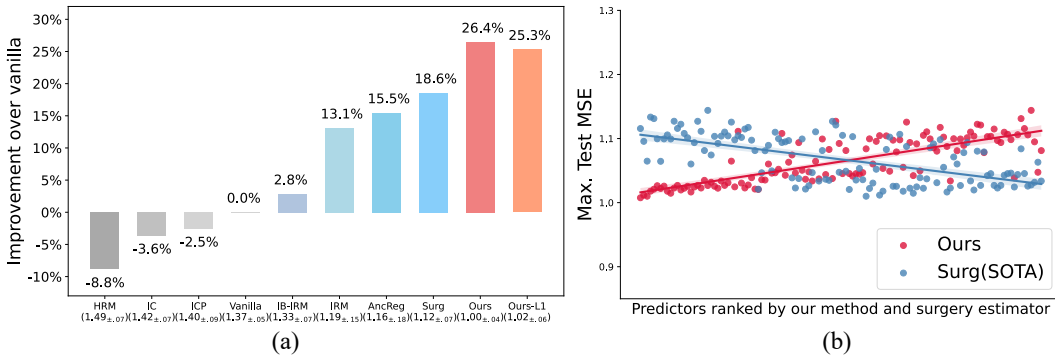 Improvement over vanilla
30%
25%
20%
15%
10%
5%
0%
-5%
-10%
-8.8%
-3.6%
-2.5%
0.0%
2.8%
13.1%
15.5%
18.6%
26.4%
25.3%
HRM IC ICP Vanilla IB-IRM IRM AncReg Surg Ours Ours-L1
(1.49±.07) (1.42±.07) (1.40±.09) (1.37±.05) (1.33±.07) (1.19±.15) (1.16±.18) (1.12±.07) (1.00±.04) (1.02±.06)
(a)
Max. Test MSE
1.3
1.2
1.1
1.0
0.9
Ours
Surg(SOTA)
Predictors ranked by our method and surgery estimator
(b)